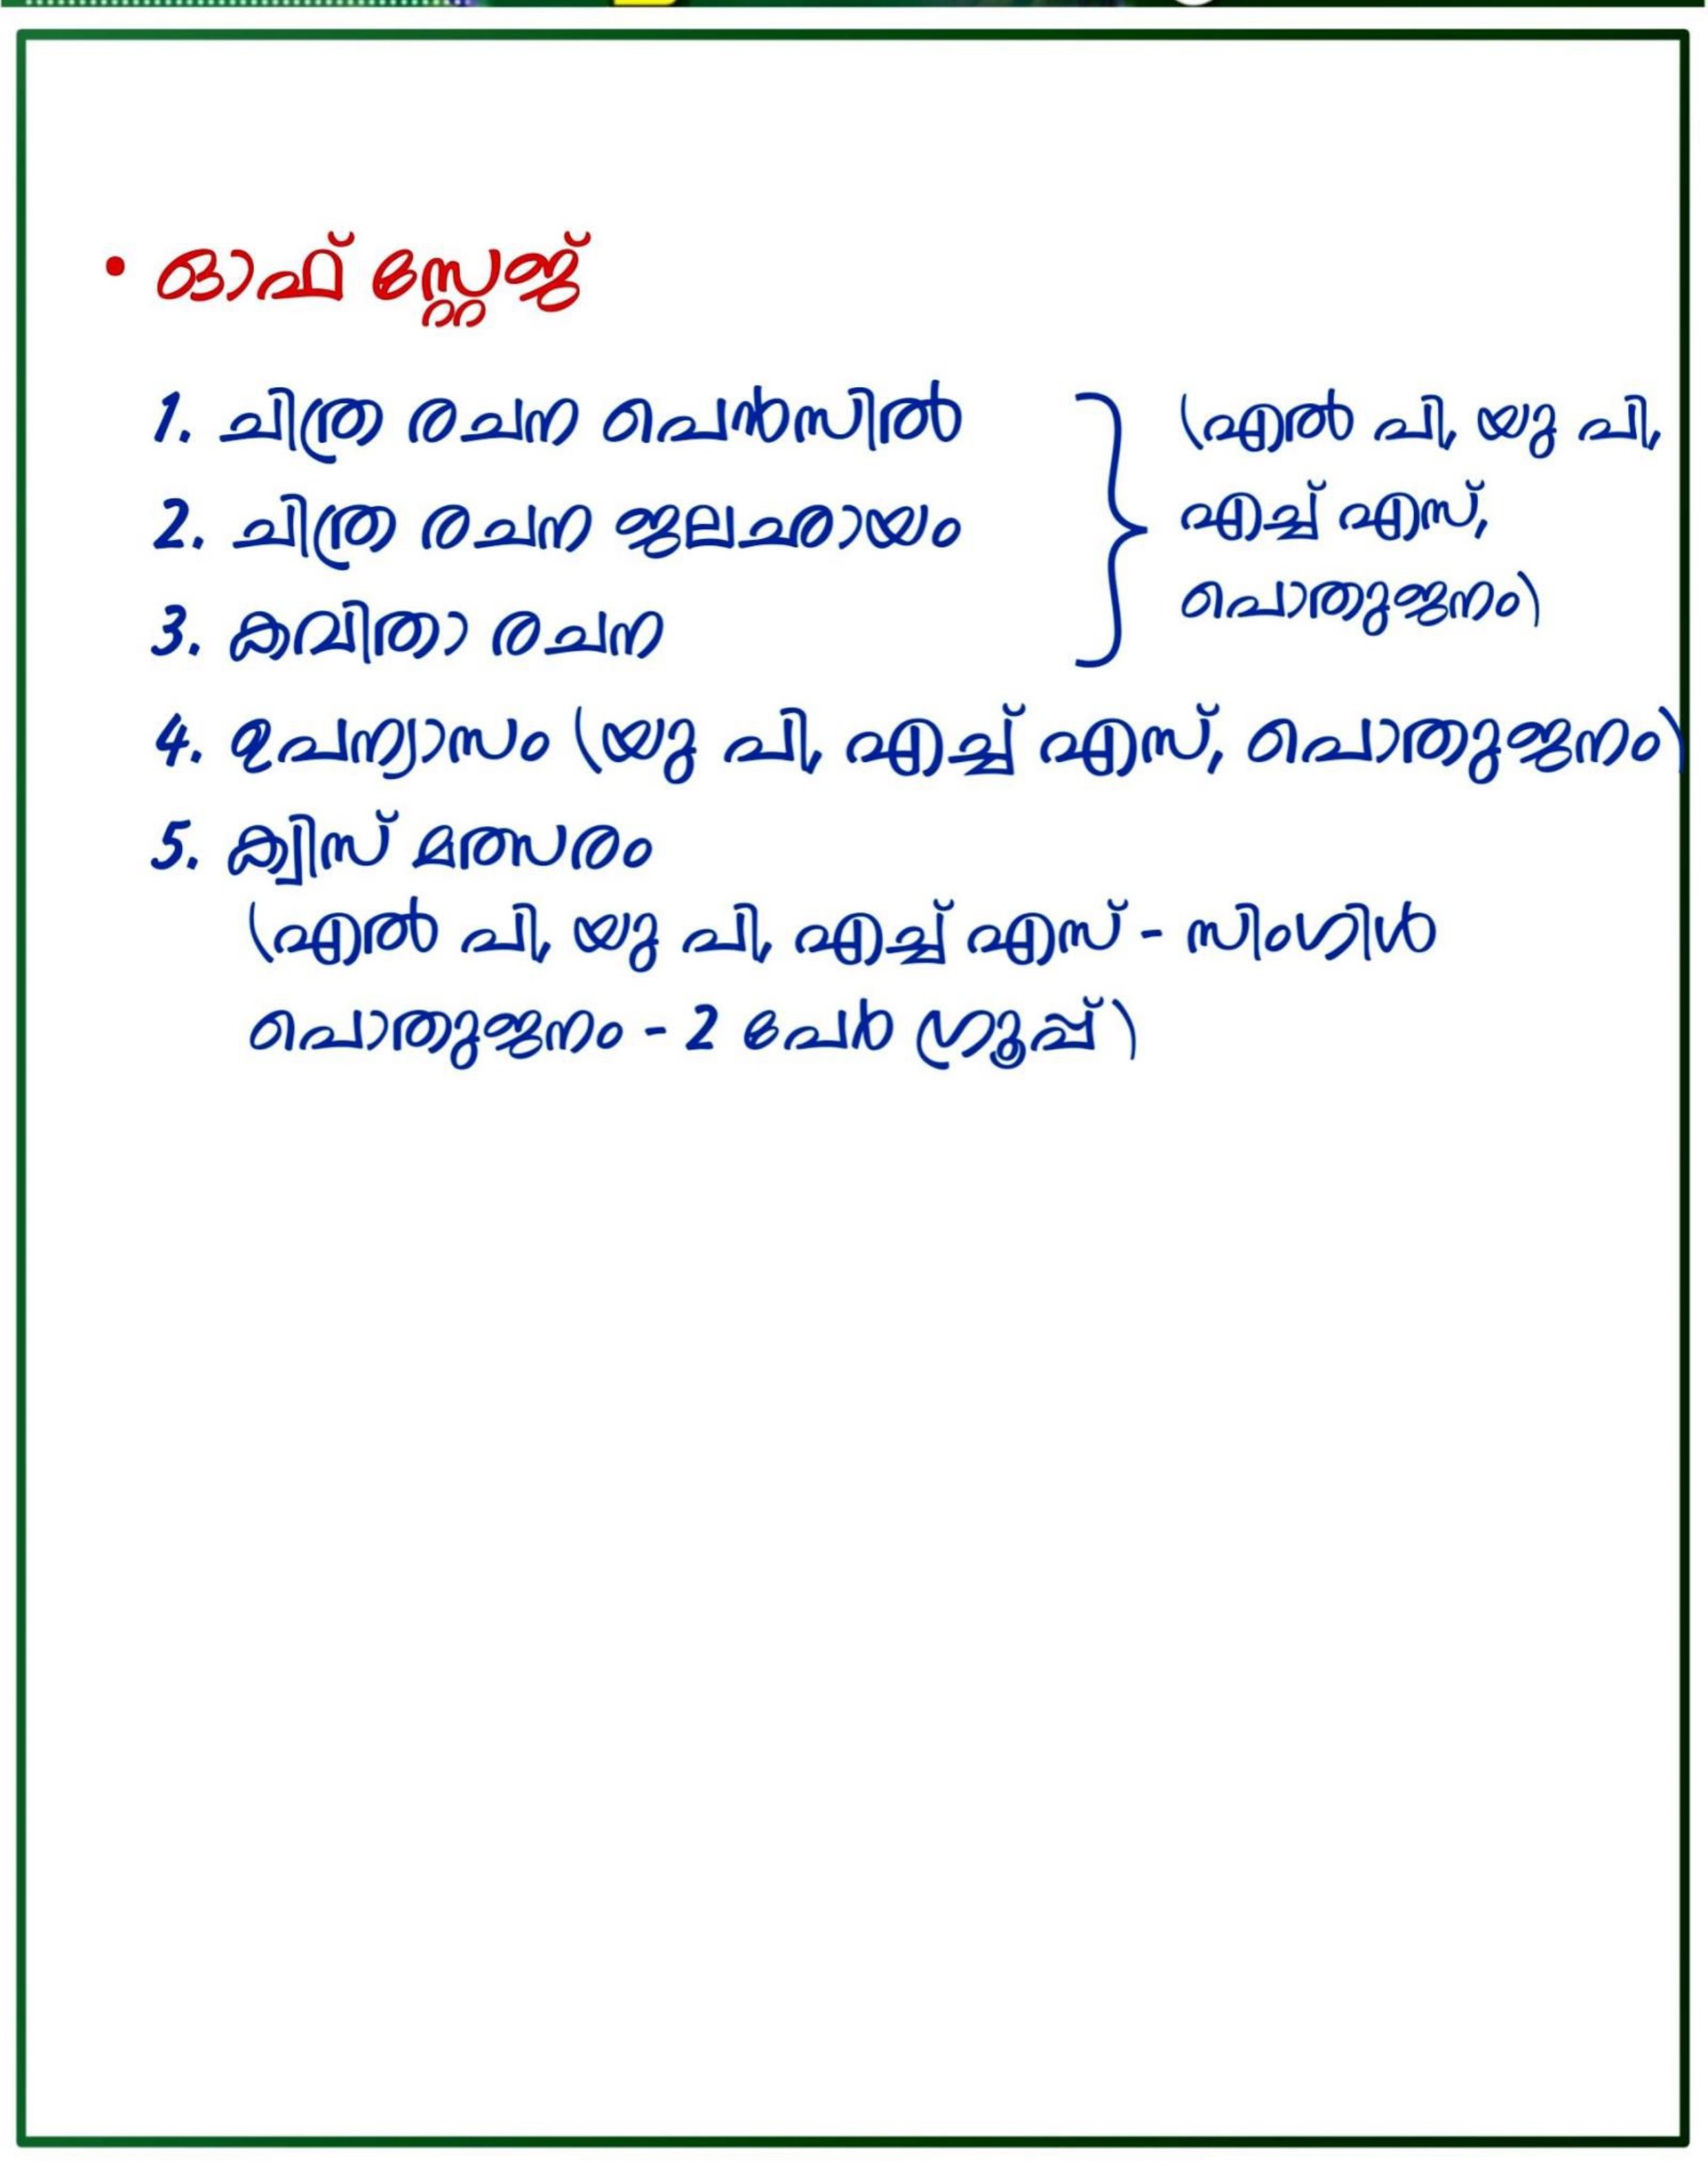 • ഓഫ് സ്റ്റേജ്
1. ചിത്ര രചന പെൻസിൽ
2. ചിത്ര രചന ജലഛായം
3. കവിതാ രചന
(എൽ പി, യു പി,
എച്ച് എസ്,
പൊതുജനം)
4. ഉപന്യാസം (യു പി, എച്ച് എസ്, പൊതുജനം)
5. ക്വിസ് മത്സരം
(എൽ പി, യു പി, എച്ച് എസ് - സിംഗിൾ
പൊതുജനം - 2 പേർ ഗ്രൂപ്പ്)